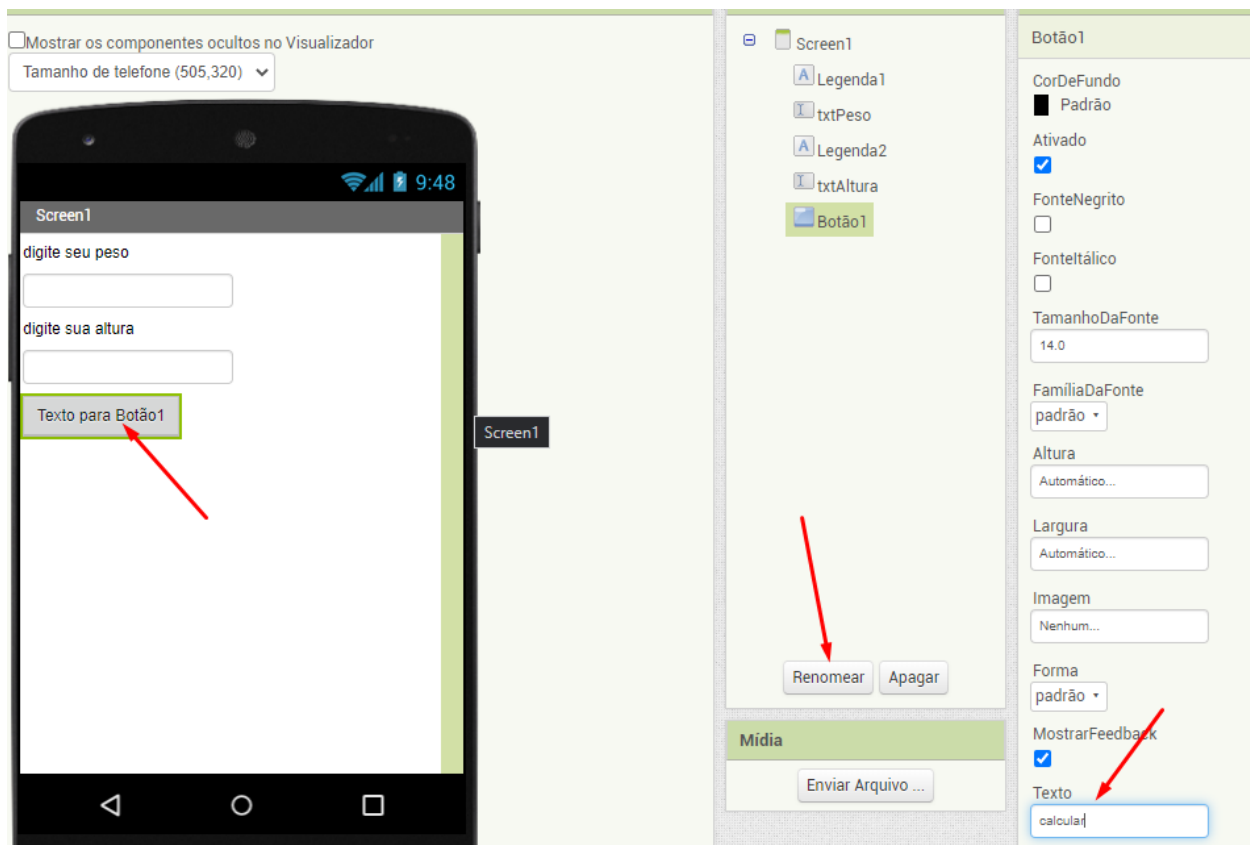 Mostrar os componentes ocultos no Visualizador
Tamanho de telefone (505,320)
9:48
Screen1
digite seu peso
digite sua altura
Texto para Botão1
Screen1
Screen1
Legenda1
txtPeso
Legenda2
txtAltura
Botão1
Renomear
Apagar
Mídia
Enviar Arquivo ...
Botão1
CorDeFundo
Padrão
Ativado
FonteNegrito
FonteItálico
TamanhoDaFonte
14.0
FamíliaDaFonte
padrão
Altura
Automático...
Largura
Automático...
Imagem
Nenhum...
Forma
padrão
MostrarFeedback
Texto
calcular